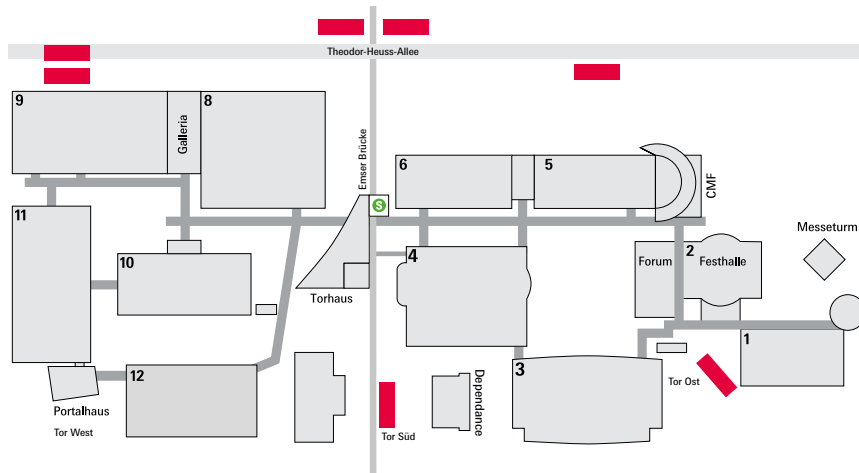 Theodor-Heuss-Allee
9
Galleria
8
Emser Brücke
6
5
CMF
S
11
10
Torhaus
4
Forum
2
Festhalle
Messeturm
1
3
12
Portalhaus
Tor West
Tor Süd
Dependance
Tor Ost